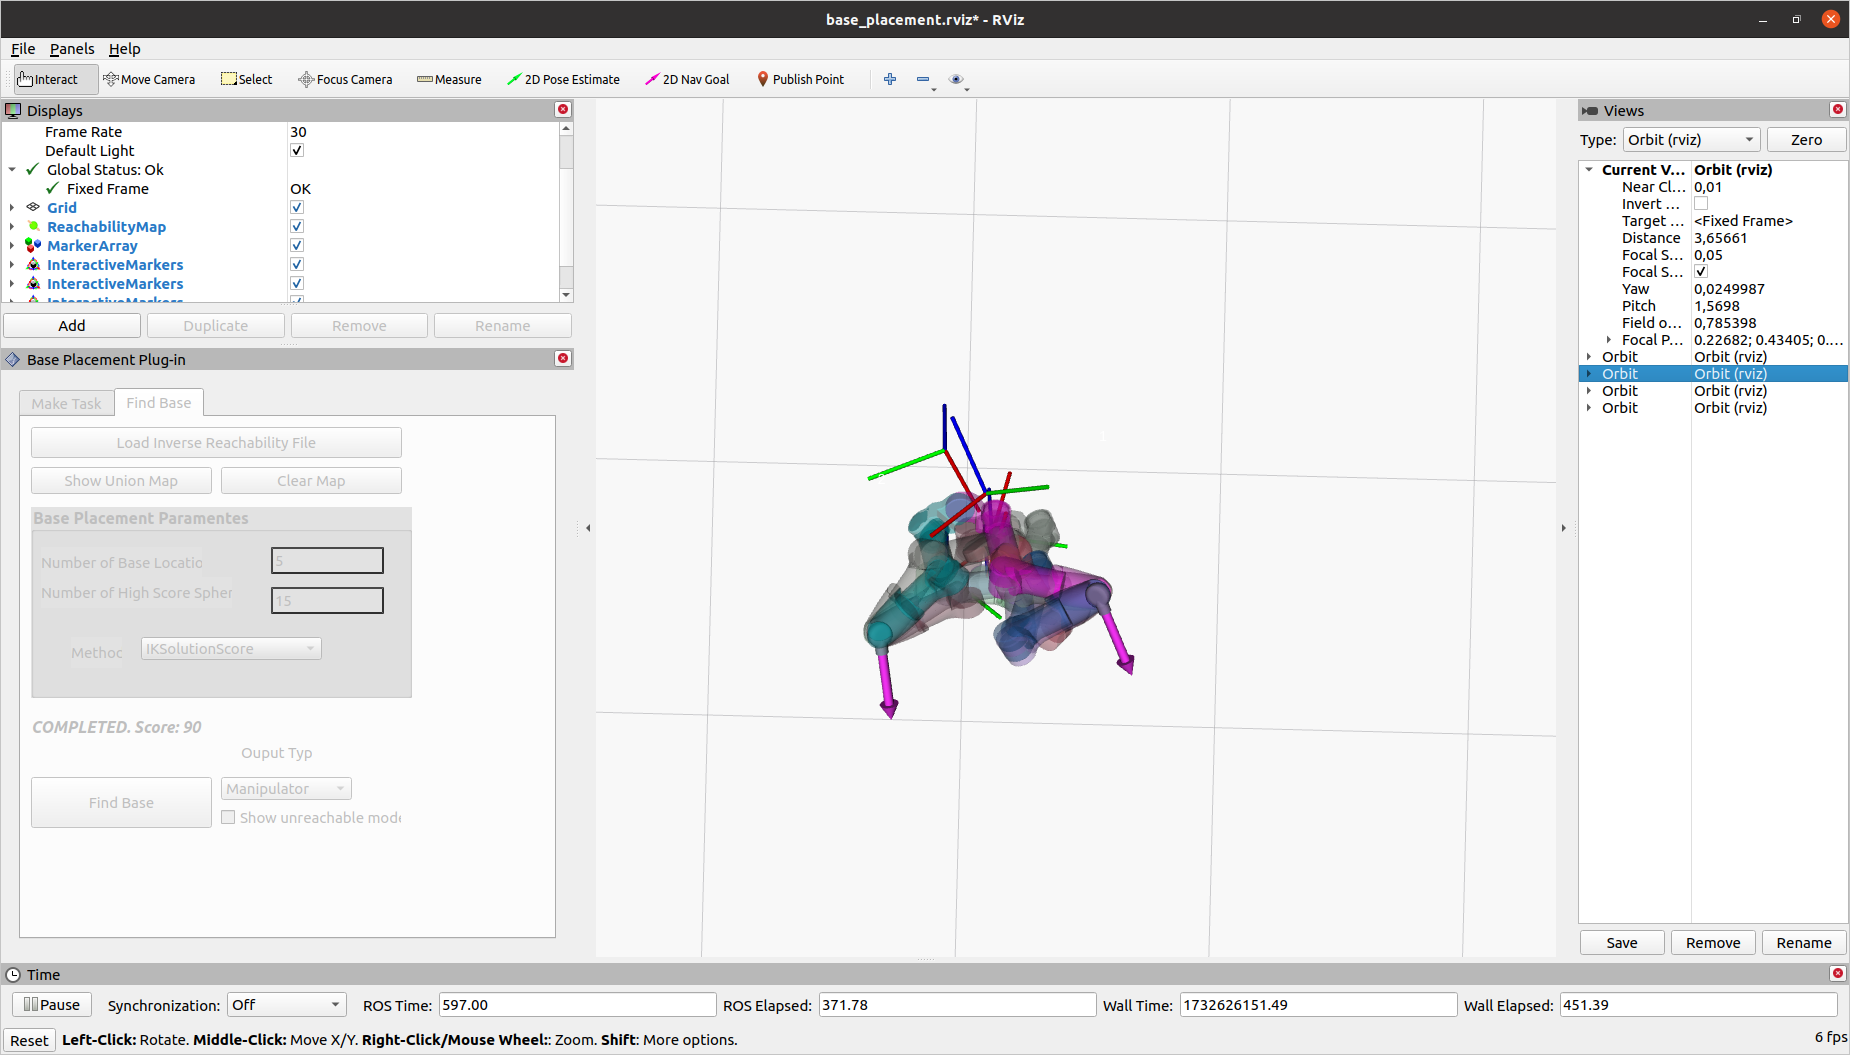 base_placement.rviz* - RViz
File Panels Help
Interact Move Camera Select Focus Camera Measure 2D Pose Estimate 2D Nav Goal Publish Point
Displays
Frame Rate 30
Default Light
Global Status: Ok
Fixed Frame OK
Grid
ReachabilityMap
MarkerArray
InteractiveMarkers
InteractiveMarkers
InteractiveMarkers
Add Duplicate Remove Rename
Base Placement Plug-in
Make Task Find Base
Load Inverse Reachability File
Show Union Map Clear Map
Base Placement Paramentes
Number of Base Locatio 5
Number of High Score Spher 15
Method IKSolutionScore
COMPLETED. Score: 90
Ouput Typ
Find Base Manipulator
Show unreachable mode
Views
Type: Orbit (rviz) Zero
Current V... Orbit (rviz)
Near Cl... 0,01
Invert ...
Target ... <Fixed Frame>
Distance 3,65661
Focal S... 0,05
Focal S...
Yaw 0,0249987
Pitch 1,5698
Field o... 0,785398
Focal P... 0.22682; 0.43405; 0....
Orbit Orbit (rviz)
Orbit Orbit (rviz)
Orbit Orbit (rviz)
Orbit Orbit (rviz)
Save Remove Rename
Time
Pause Synchronization: Off ROS Time: 597.00 ROS Elapsed: 371.78 Wall Time: 1732626151.49 Wall Elapsed: 451.39
Reset Left-Click: Rotate. Middle-Click: Move X/Y. Right-Click/Mouse Wheel:: Zoom. Shift: More options. 6 fps